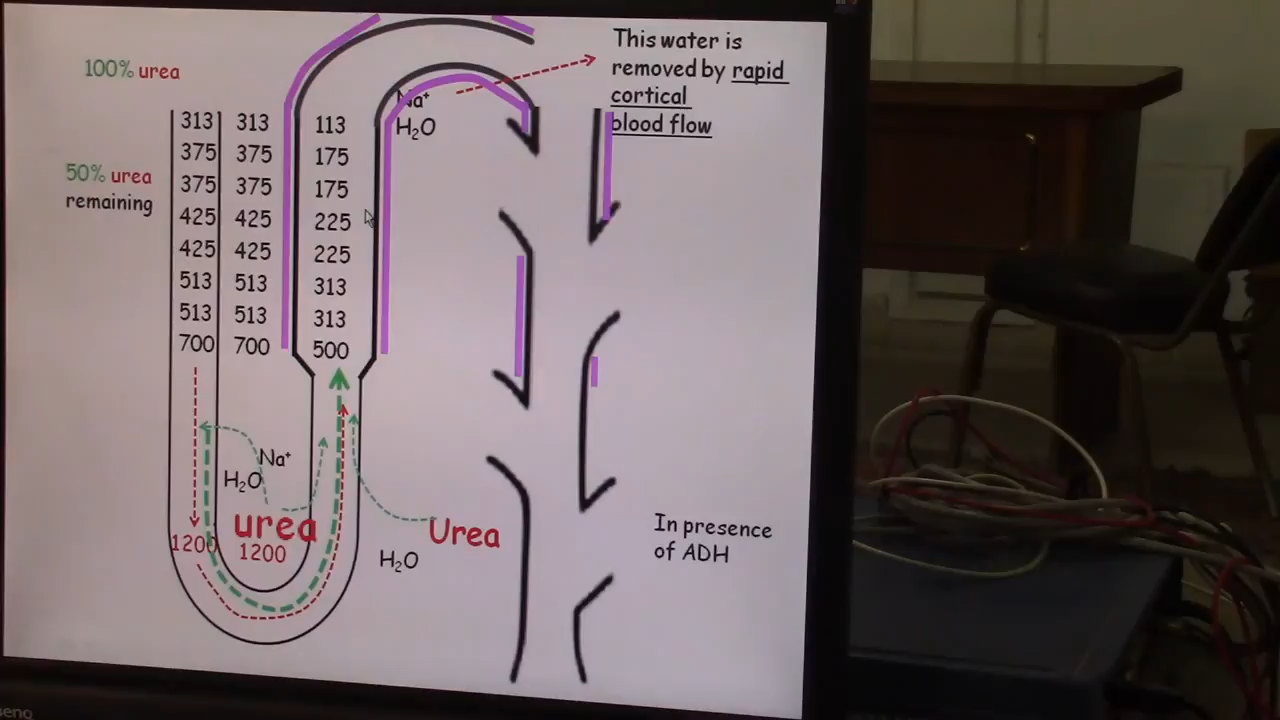 100% urea
This water is
removed by rapid
cortical
blood flow
Na⁺
H₂O
313 313 113
375 375 175
50% urea
remaining
375 375 175
425 425 225
425 425 225
513 513 313
513 513 313
700 700 500
Na⁺
H₂O
urea
Urea
1200
1200
H₂O
In presence
of ADH